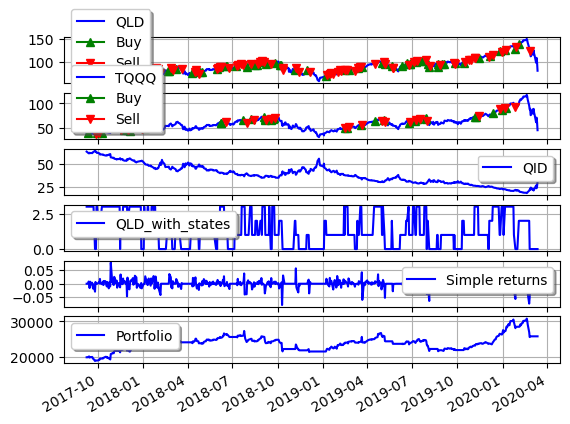 QLD
Buy
Sell
150
100
TQQQ
Buy
Sell
100
50
QID
50
25
QLD_with_states
2.5
0.0
Simple returns
0.05
0.00
−0.05
Portfolio
30000
20000
2017-10 2018-01 2018-04 2018-07 2018-10 2019-01 2019-04 2019-07 2019-10 2020-01 2020-04